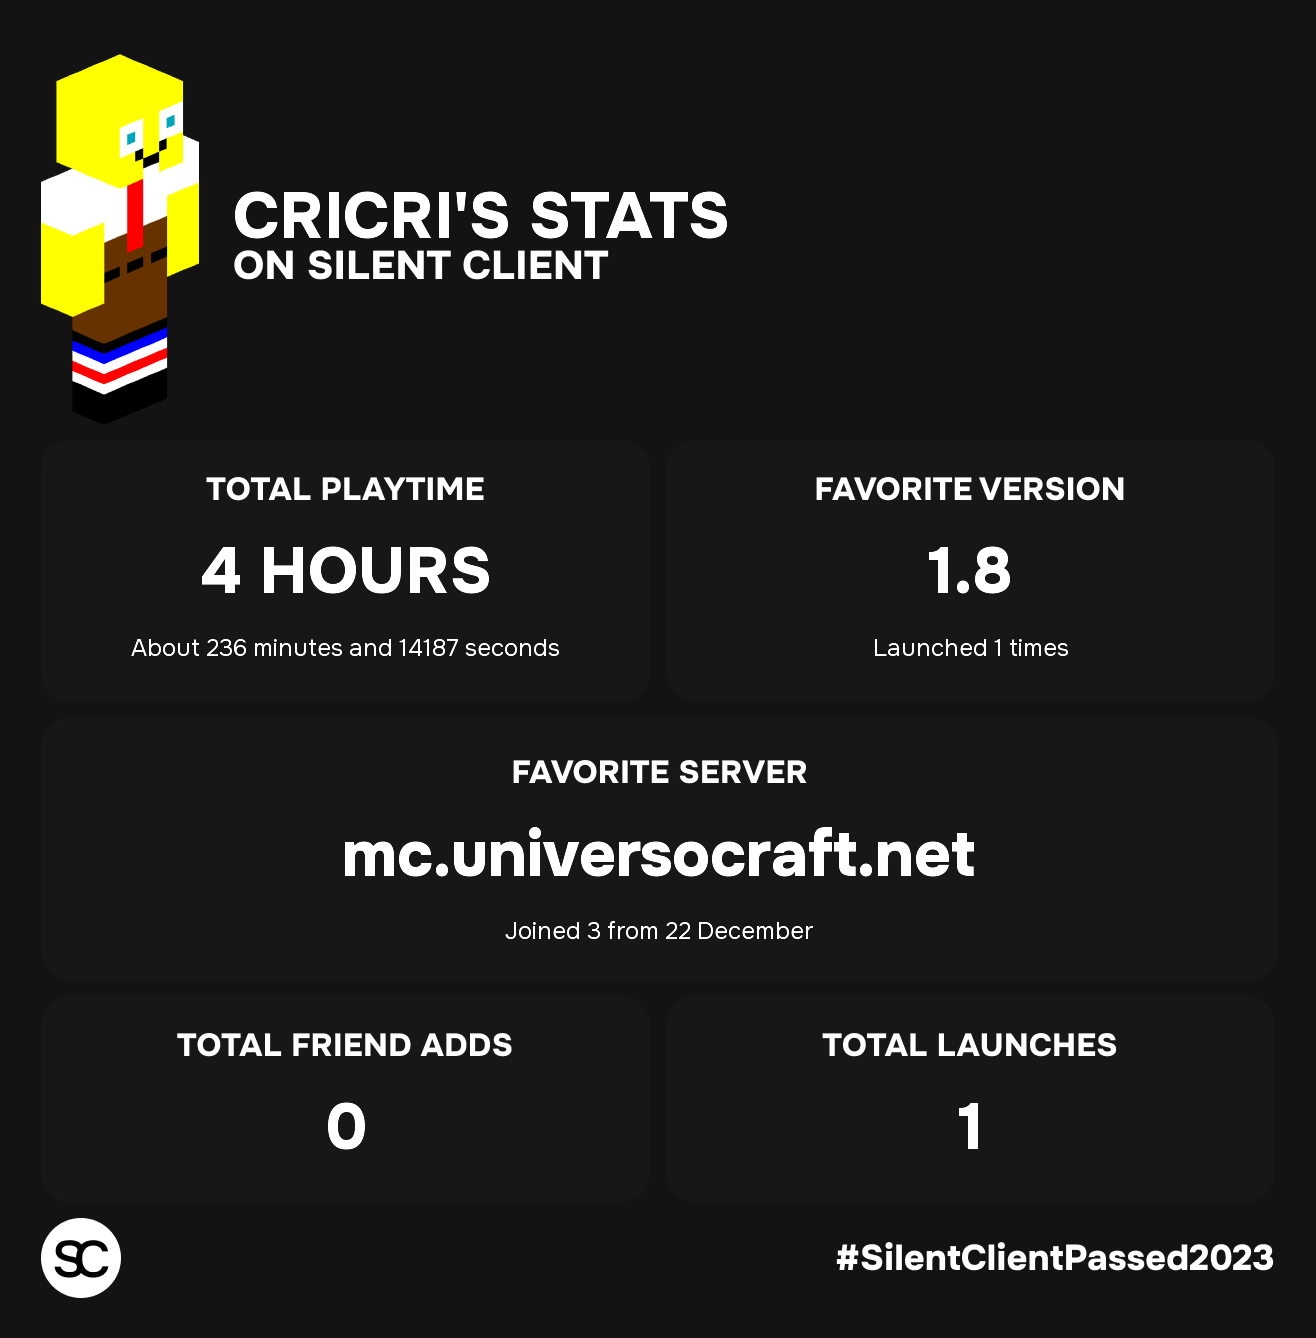 CRICRI'S STATS
ON SILENT CLIENT
TOTAL PLAYTIME
4 HOURS
About 236 minutes and 14187 seconds
FAVORITE VERSION
1.8
Launched 1 times
FAVORITE SERVER
mc.universocraft.net
Joined 3 from 22 December
TOTAL FRIEND ADDS
0
TOTAL LAUNCHES
1
SC
#SilentClientPassed2023